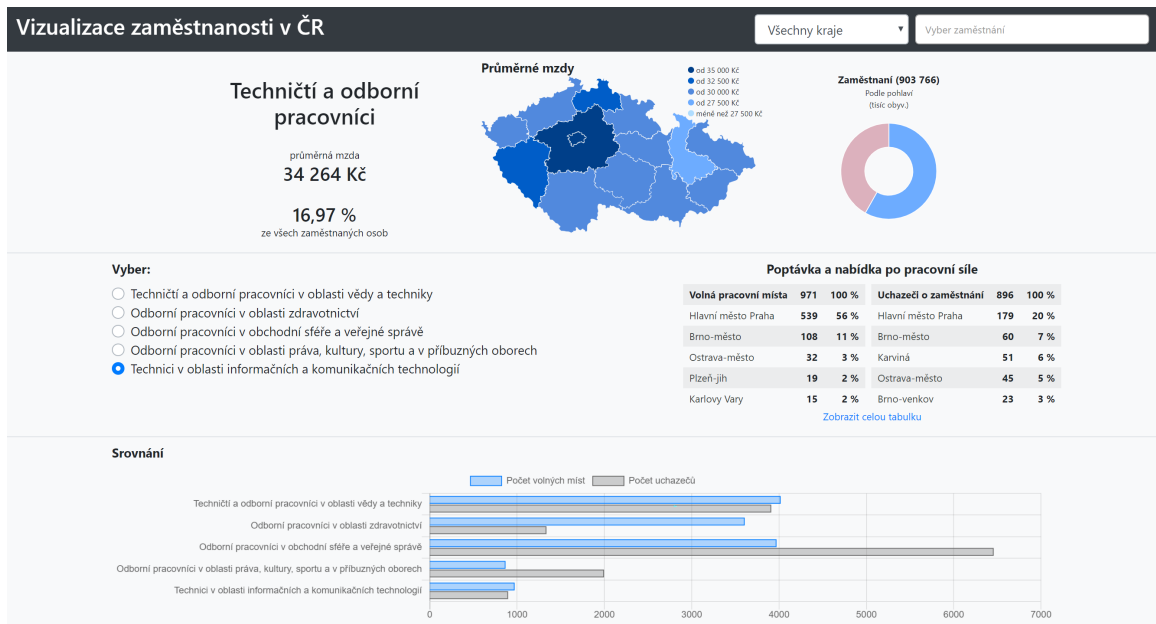 Vizualizace zaměstnanosti v ČR
Všechny kraje
Vyber zaměstnání
Techničtí a odborní
pracovníci
průměrná mzda
34 264 Kč
16,97 %
ze všech zaměstnaných osob
Průměrné mzdy
od 35 000 Kč
od 32 500 Kč
od 30 000 Kč
od 27 500 Kč
méně než 27 500 Kč
Zaměstnaní (903 766)
Podle pohlaví
(tisíc obyv.)
Vyber:
Techničtí a odborní pracovníci v oblasti vědy a techniky
Odborní pracovníci v oblasti zdravotnictví
Odborní pracovníci v obchodní sféře a veřejné správě
Odborní pracovníci v oblasti práva, kultury, sportu a v příbuzných oborech
Technici v oblasti informačních a komunikačních technologií
Poptávka a nabídka po pracovní síle
Volná pracovní místa 971 100 % Uchazeči o zaměstnání 896 100 %
Hlavní město Praha 539 56 % Hlavní město Praha 179 20 %
Brno-město 108 11 % Brno-město 60 7 %
Ostrava-město 32 3 % Karviná 51 6 %
Plzeň-jih 19 2 % Ostrava-město 45 5 %
Karlovy Vary 15 2 % Brno-venkov 23 3 %
Zobrazit celou tabulku
Srovnání
Počet volných míst Počet uchazečů
Techničtí a odborní pracovníci v oblasti vědy a techniky
Odborní pracovníci v oblasti zdravotnictví
Odborní pracovníci v obchodní sféře a veřejné správě
Odborní pracovníci v oblasti práva, kultury, sportu a v příbuzných oborech
Technici v oblasti informačních a komunikačních technologií
0 1000 2000 3000 4000 5000 6000 7000